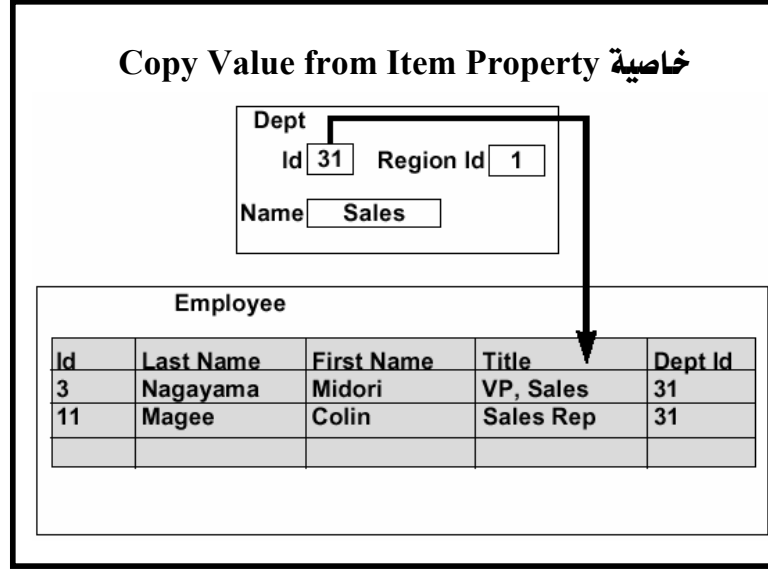 خاصية Copy Value from Item Property
Dept
Id 31 Region Id 1
Name Sales
Employee
Id Last Name First Name Title Dept Id
3 Nagayama Midori VP, Sales 31
11 Magee Colin Sales Rep 31